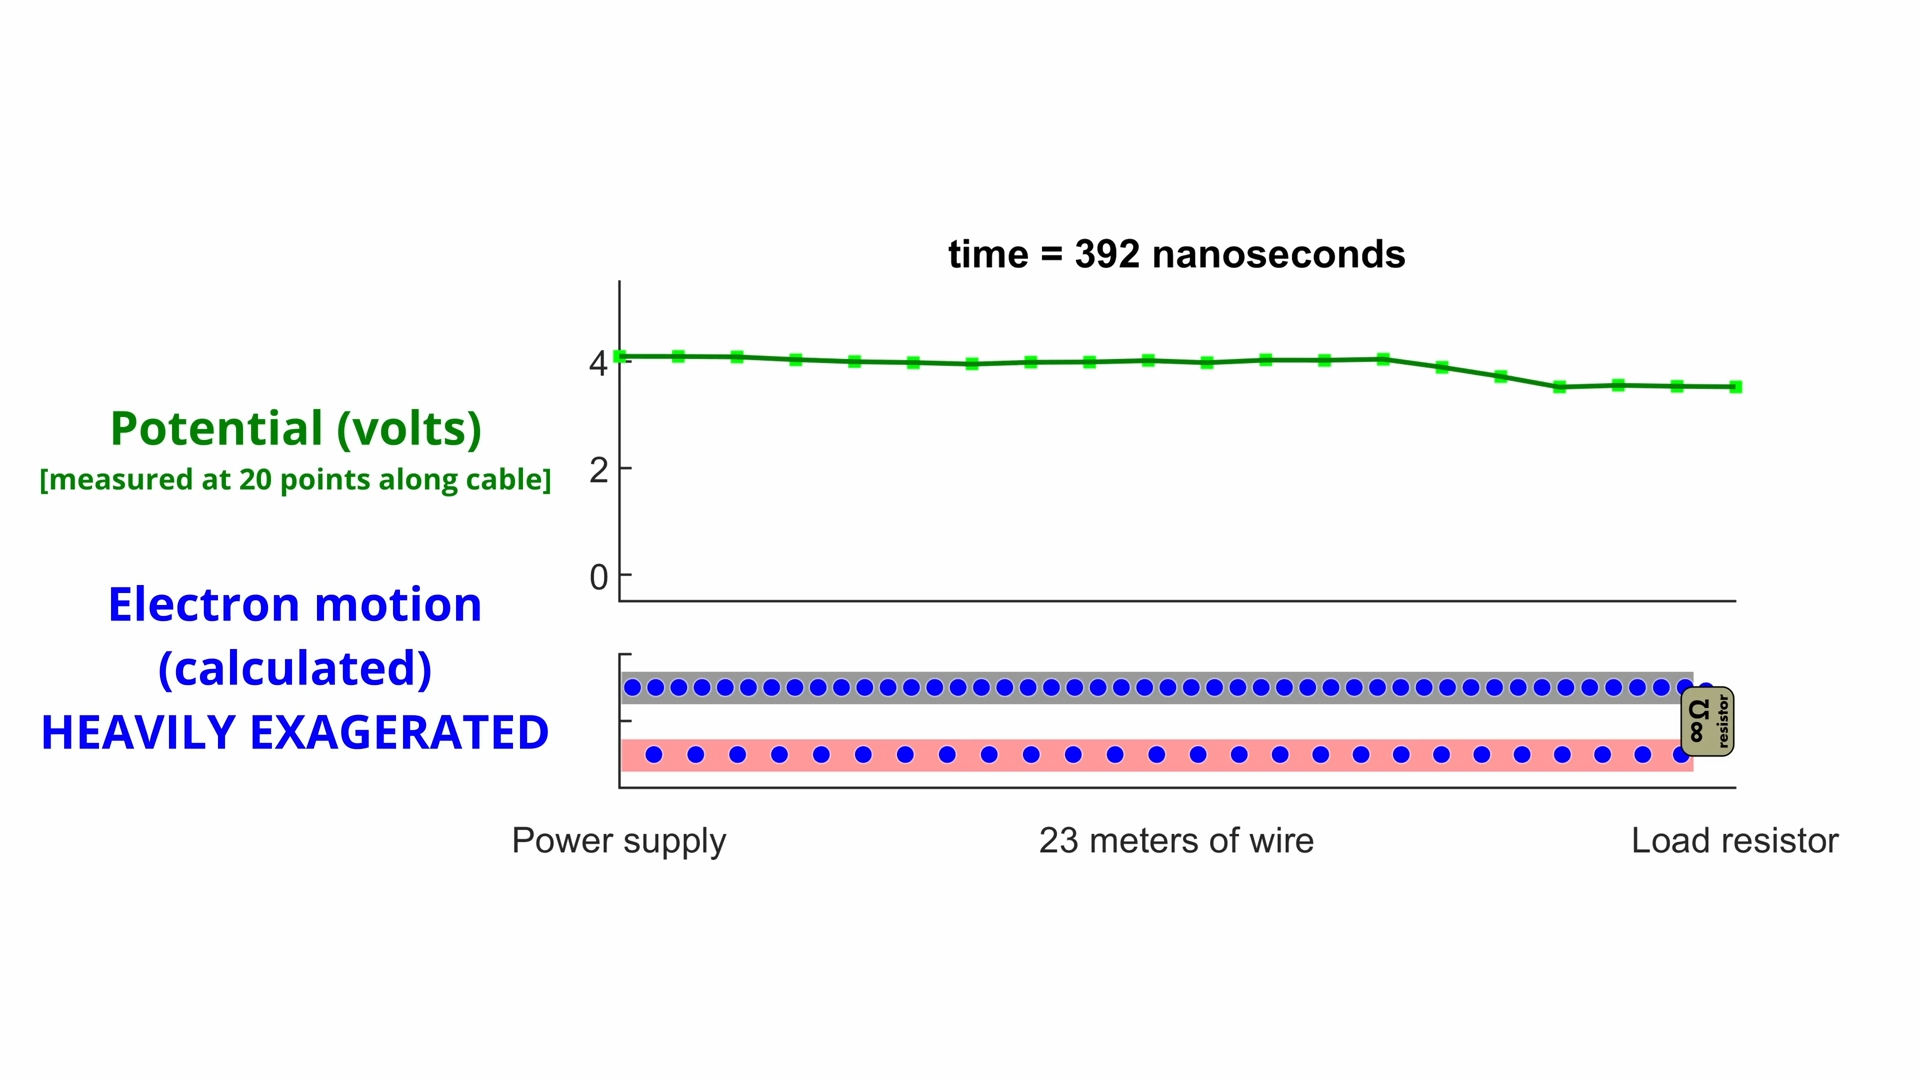 time = 392 nanoseconds
4
2
0
Potential (volts)
[measured at 20 points along cable]
Electron motion
(calculated)
HEAVILY EXAGERATED
∞Ω
resistor
Power supply
23 meters of wire
Load resistor